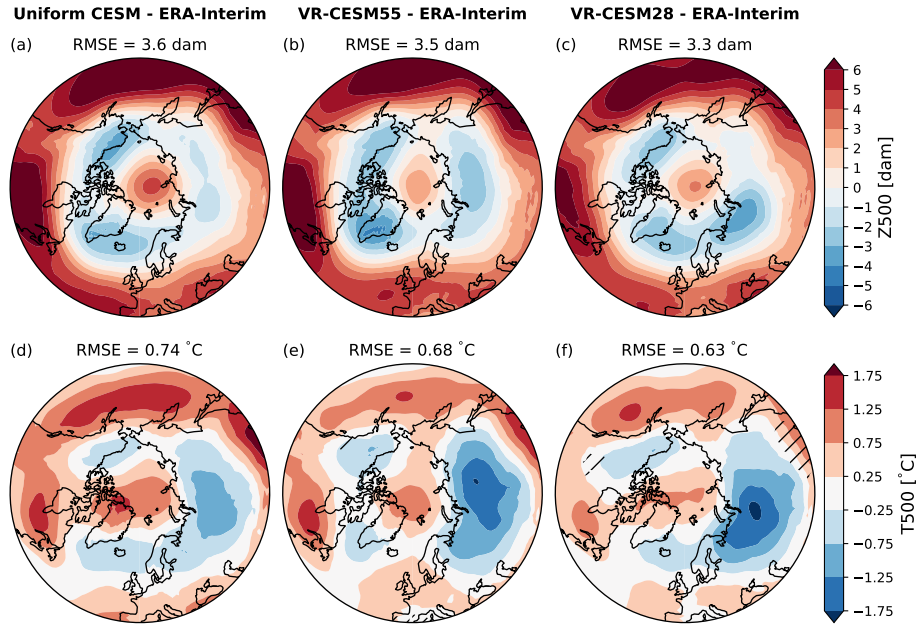 Uniform CESM - ERA-Interim
VR-CESM55 - ERA-Interim
VR-CESM28 - ERA-Interim
(a)
RMSE = 3.6 dam
(b)
RMSE = 3.5 dam
(c)
RMSE = 3.3 dam
6
5
4
3
2
1
0
−1
−2
−3
−4
−5
−6
Z500 [dam]
(d)
RMSE = 0.74 ˚C
(e)
RMSE = 0.68 ˚C
(f)
RMSE = 0.63 ˚C
1.75
1.25
0.75
0.25
−0.25
−0.75
−1.25
−1.75
T500 [˚C]